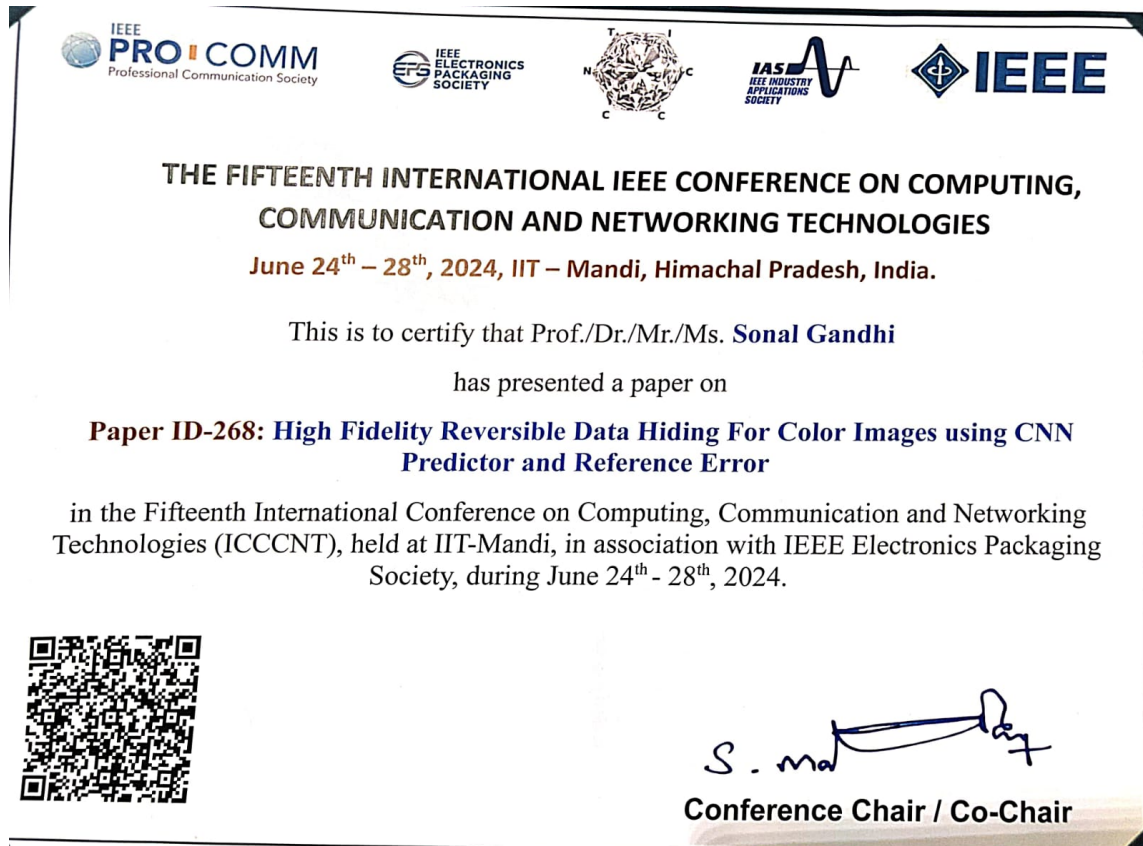 IEEE
PRO COMM
Professional Communication Society
EPS
IEEE
ELECTRONICS
PACKAGING
SOCIETY
T I
N C
C C
IAS
IEEE INDUSTRY
APPLICATIONS
SOCIETY
IEEE
THE FIFTEENTH INTERNATIONAL IEEE CONFERENCE ON COMPUTING,
COMMUNICATION AND NETWORKING TECHNOLOGIES
June 24th – 28th, 2024, IIT – Mandi, Himachal Pradesh, India.
This is to certify that Prof./Dr./Mr./Ms. Sonal Gandhi
has presented a paper on
Paper ID-268: High Fidelity Reversible Data Hiding For Color Images using CNN
Predictor and Reference Error
in the Fifteenth International Conference on Computing, Communication and Networking
Technologies (ICCCNT), held at IIT-Mandi, in association with IEEE Electronics Packaging
Society, during June 24th - 28th, 2024.
Conference Chair / Co-Chair